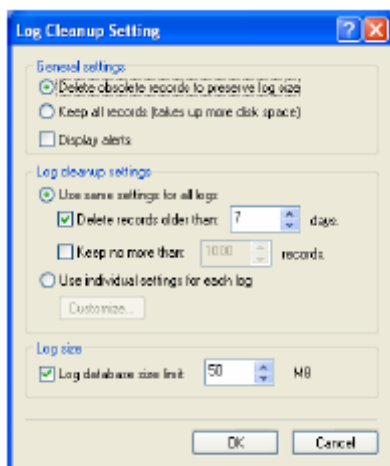 Log Cleanup Setting
General settings
Delete obsolete records to preserve log size
Keep all records (takes up more disk space)
Display alerts
Log cleanup settings
Use same settings for all logs:
Delete records older than: 7 days.
Keep no more than: 1000 records.
Use individual settings for each log
Customize...
Log size
Log database size limit: 50 MB
OK Cancel